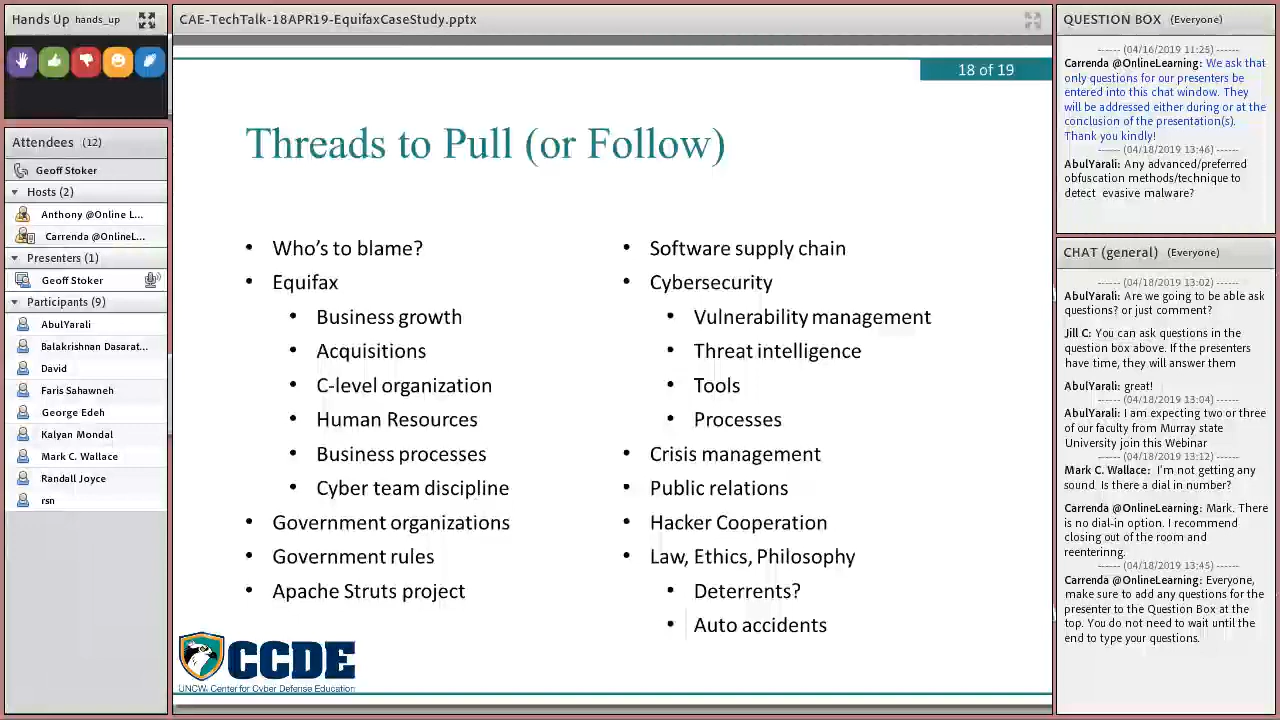 Hands Up hands_up
Attendees (12)
Geoff Stoker
Hosts (2)
Anthony @Online L...
Carrenda @OnlineL...
Presenters (1)
Geoff Stoker
Participants (9)
AbulYarali
Balakrishnan Dasarat...
David
Faris Sahawneh
George Edeh
Kalyan Mondal
Mark C. Wallace
Randall Joyce
rsn
CAE-TechTalk-18APR19-EquifaxCaseStudy.pptx
18 of 19
Threads to Pull (or Follow)
• Who's to blame?
• Equifax
• Business growth
• Acquisitions
• C-level organization
• Human Resources
• Business processes
• Cyber team discipline
• Government organizations
• Government rules
• Apache Struts project
• Software supply chain
• Cybersecurity
• Vulnerability management
• Threat intelligence
• Tools
• Processes
• Crisis management
• Public relations
• Hacker Cooperation
• Law, Ethics, Philosophy
• Deterrents?
• Auto accidents
CCDE
UNCW. Center for Cyber Defense Education
QUESTION BOX (Everyone)
------ (04/16/2019 11:25) ------
Carrenda @OnlineLearning: We ask that
only questions for our presenters be
entered into this chat window. They
will be addressed either during or at the
conclusion of the presentation(s).
Thank you kindly!
------ (04/18/2019 13:46) ------
AbulYarali: Any advanced/preferred
obfuscation methods/technique to
detect evasive malware?
CHAT (general) (Everyone)
------ (04/18/2019 13:02) ------
AbulYarali: Are we going to be able ask
questions? or just comment?
Jill C: You can ask questions in the
question box above. If the presenters
have time, they will answer them
AbulYarali: great!
------ (04/18/2019 13:04) ------
AbulYarali: I am expecting two or three
of our faculty from Murray state
University join this Webinar
------ (04/18/2019 13:12) ------
Mark C. Wallace: I'm not getting any
sound. Is there a dial in number?
Carrenda @OnlineLearning: Mark. There
is no dial-in option. I recommend
closing out of the room and
reentering.
------ (04/18/2019 13:45) ------
Carrenda @OnlineLearning: Everyone,
make sure to add any questions for the
presenter to the Question Box at the
top. You do not need to wait until the
end to type your questions.